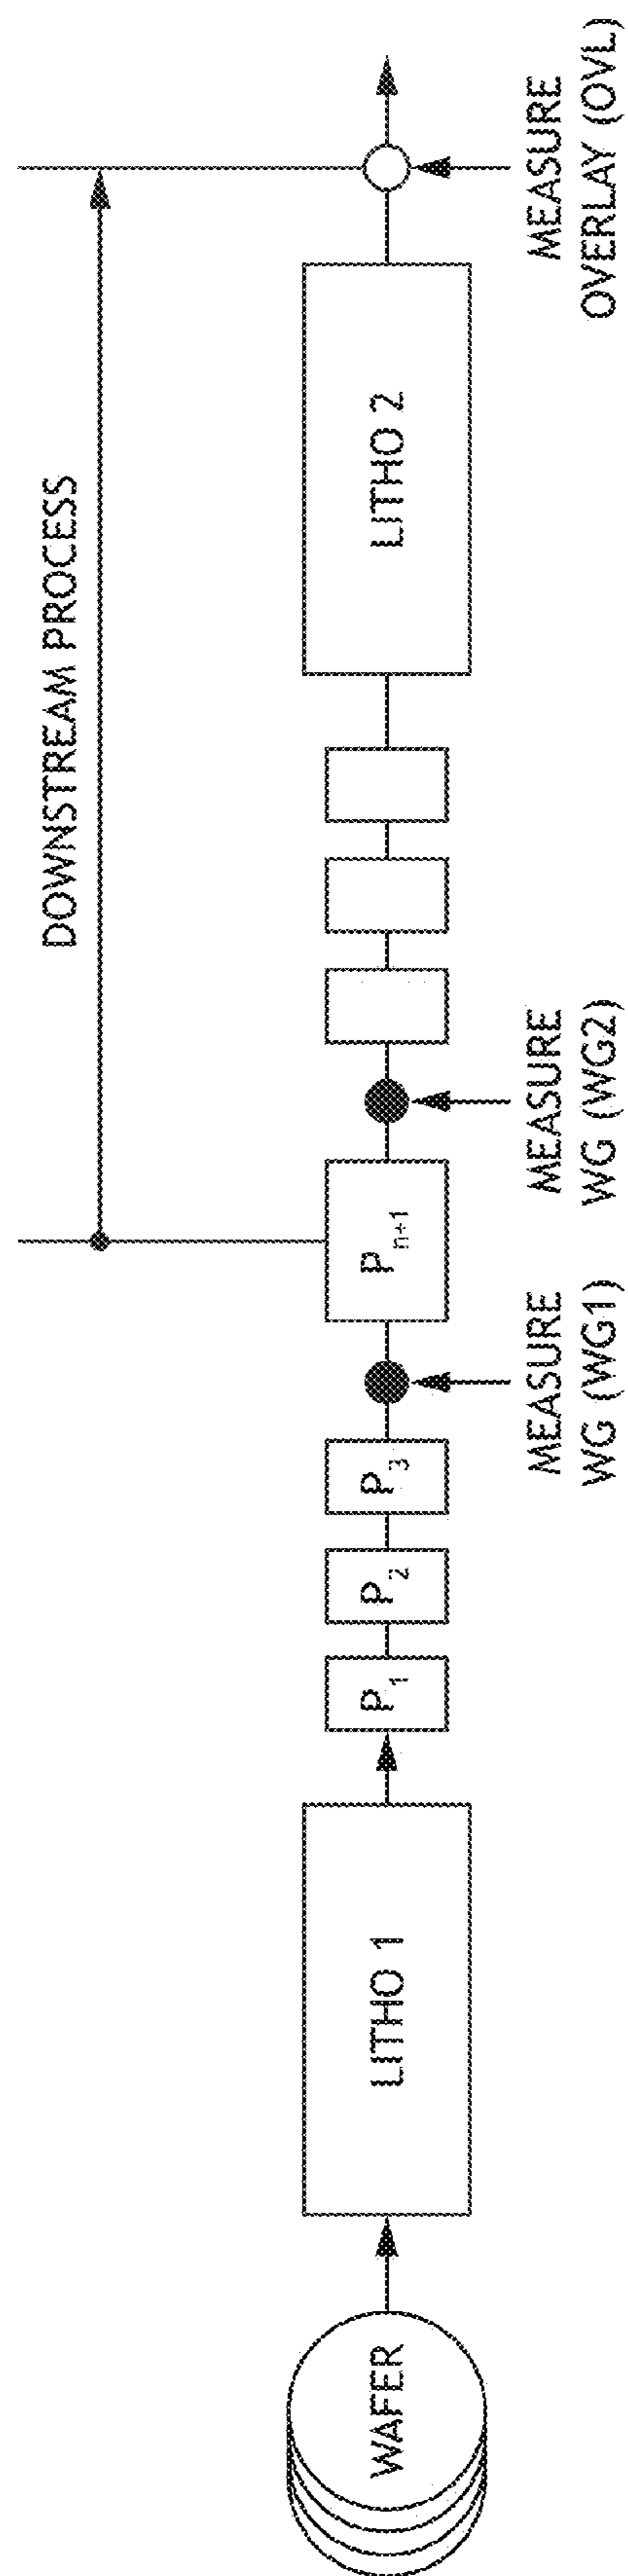 DOWNSTREAM PROCESS
WAFER
LITHO 1
P1
P2
P3
Pn+1
LITHO 2
MEASURE
WG (WG1)
MEASURE
WG (WG2)
MEASURE
OVERLAY (OVL)